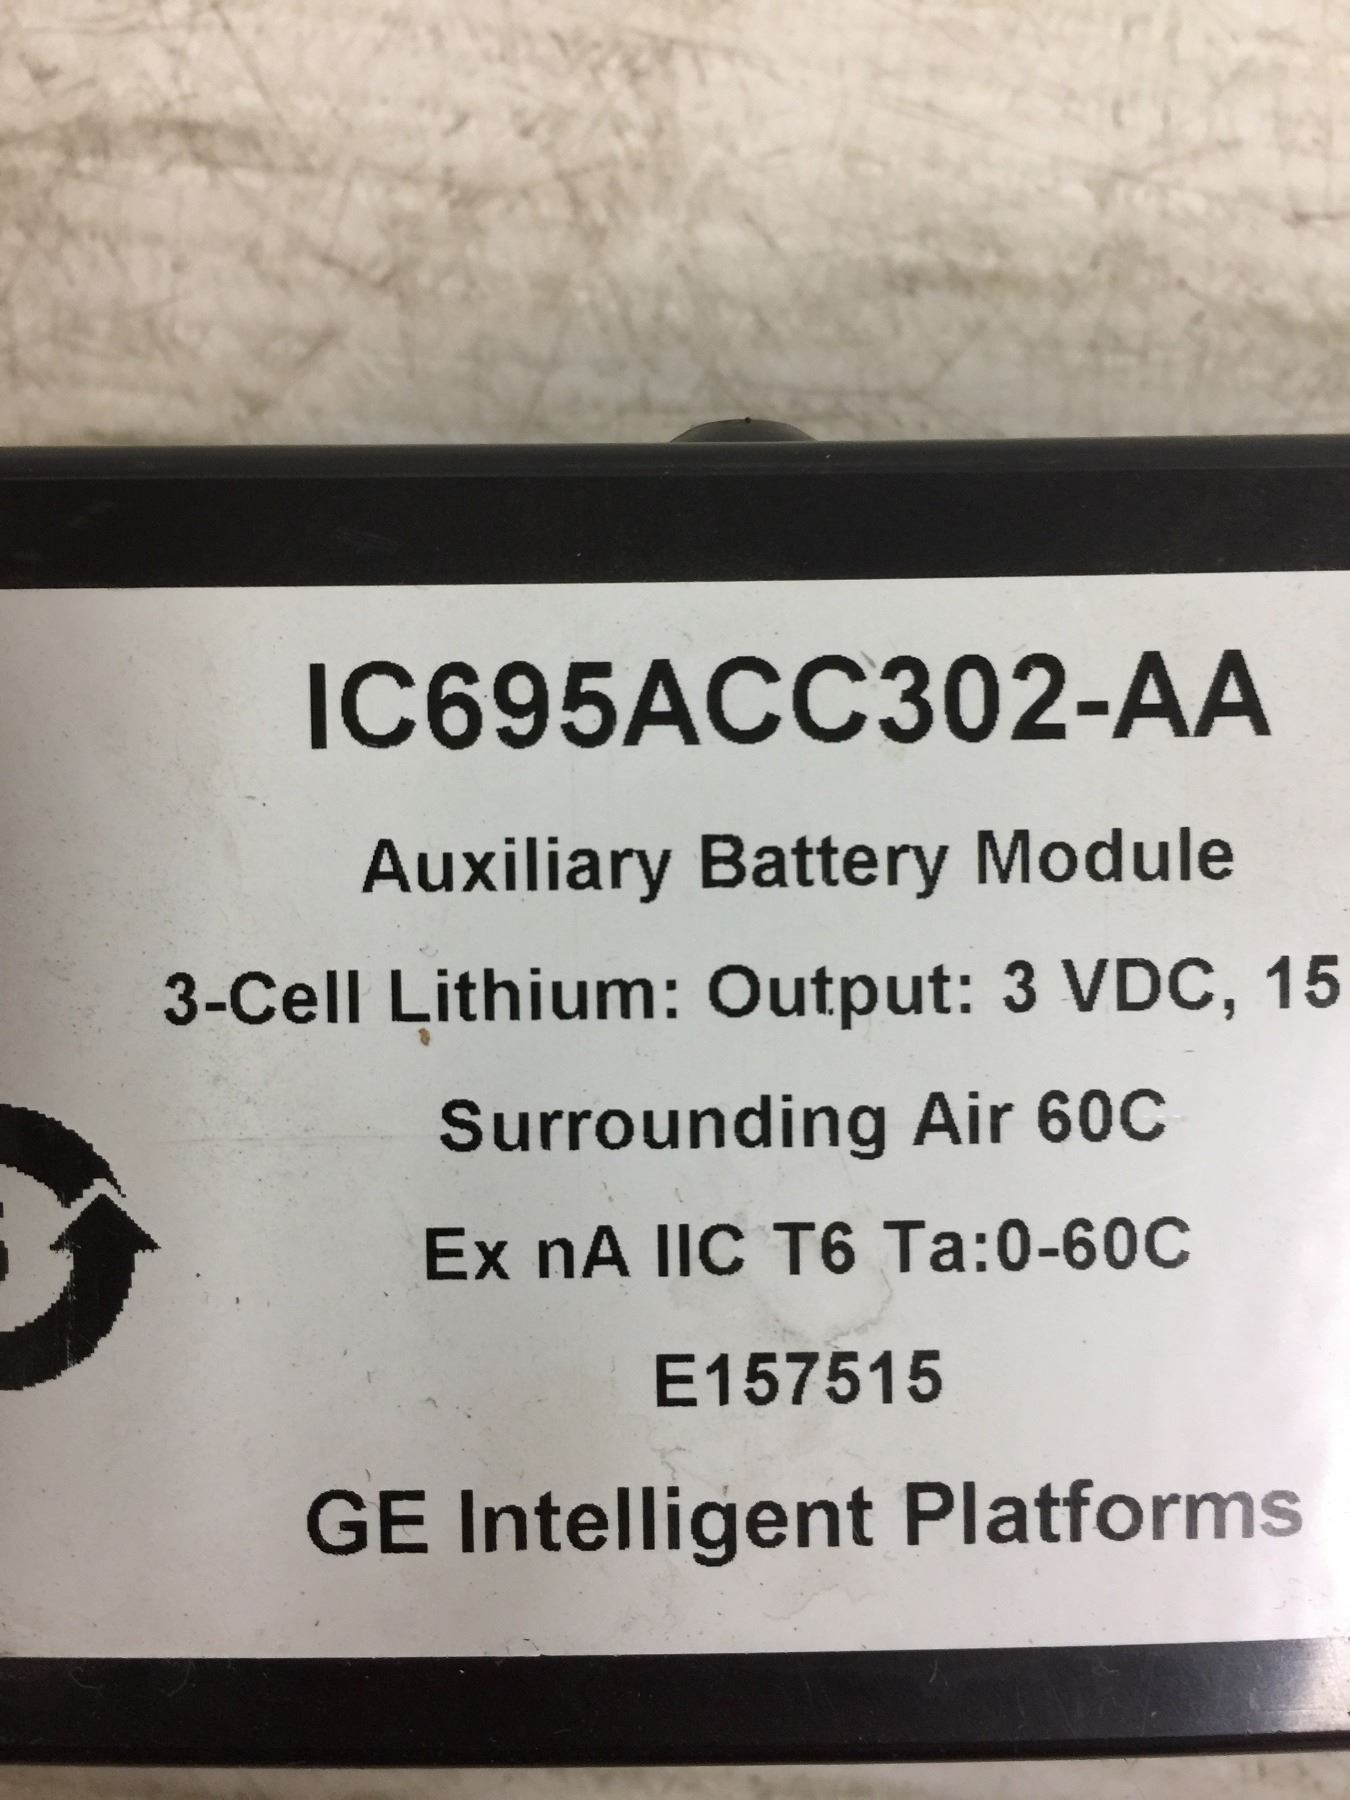 IC695ACC302-AA
Auxiliary Battery Module
3-Cell Lithium: Output: 3 VDC, 15
Surrounding Air 60C
Ex nA IIC T6 Ta:0-60C
E157515
GE Intelligent Platforms